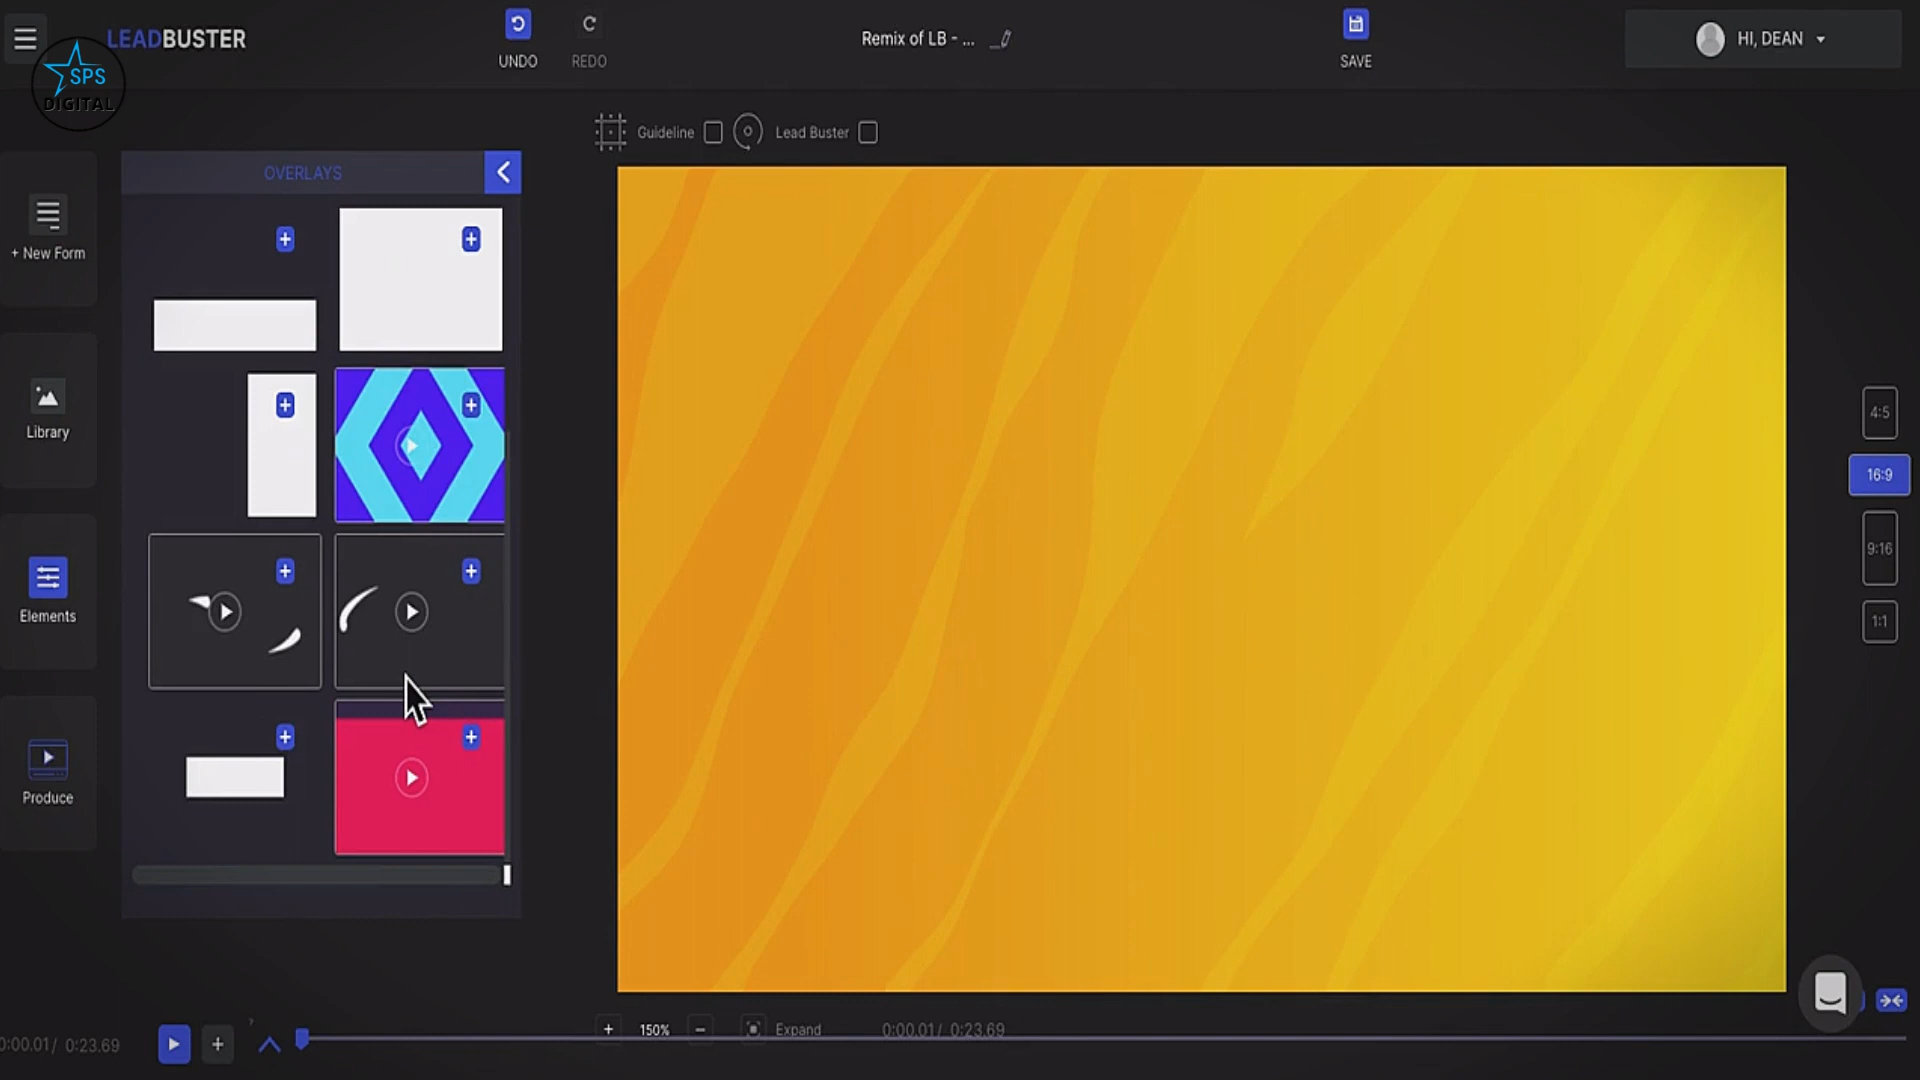 LEADBUSTER
UNDO
REDO
Remix of LB - ...
SAVE
HI, DEAN
SPS
DIGITAL
Guideline
Lead Buster
OVERLAYS
+ New Form
Library
Elements
Produce
4:5
16:9
9:16
1:1
+ 150% −
Expand
0:00.01/ 0:23.69
0:00.01/ 0:23.69
?